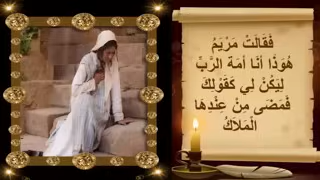 فَقَالَتْ مَرْيَمُ
هُوَذَا أَنَا أَمَةُ الرَّبِّ
لِيَكُنْ لِي كَقَوْلِكَ
فَمَضَى مِنْ عِنْدِهَا
الْمَلاَكُ